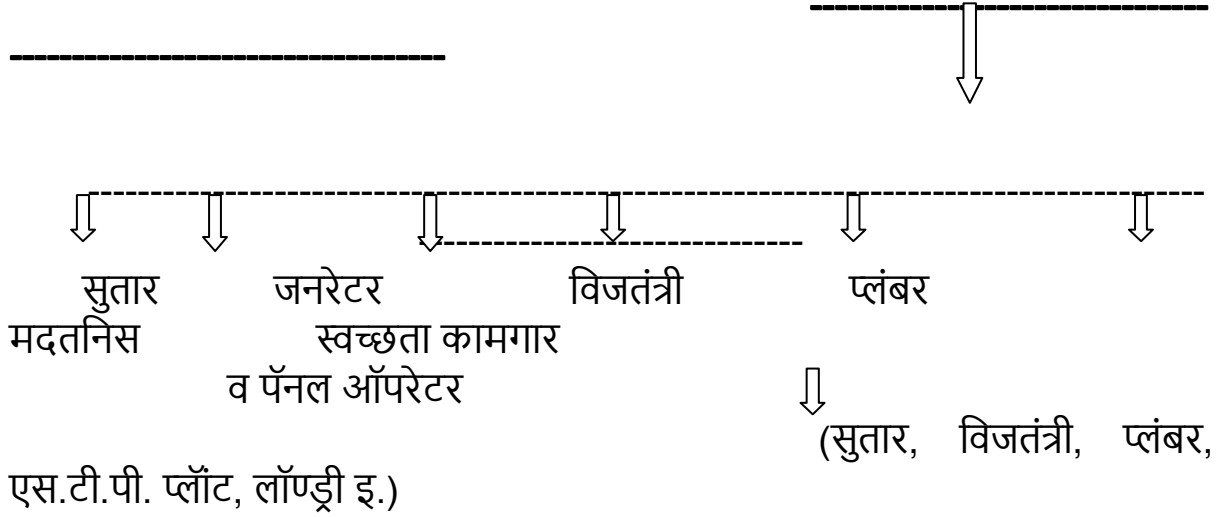 सुतार जनरेटर विजतंत्री प्लंबर
मदतनिस स्वच्छता कामगार
व पॅनल ऑपरेटर
(सुतार, विजतंत्री, प्लंबर,
एस.टी.पी. प्लॉंट, लॉण्ड्री इ.)